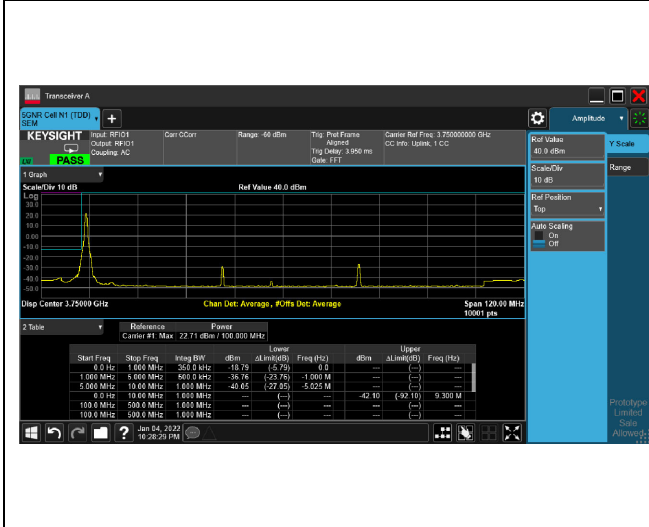 Transceiver A
5GNR Cell N1 (TDD)
SEM
Amplitude
KEYSIGHT
Input: RFIO1
Output: RFIO1
Coupling: AC
Corr CCorr
Range: -60 dBm
Trig: Pref Frame
Aligned
Trig Delay: 3.950 ms
Gate: FFT
Carrier Ref Freq: 3.750000000 GHz
CC Info: Uplink, 1 CC
PASS
1 Graph
Scale/Div 10 dB
Ref Value 40.0 dBm
Log
30.0
20.0
10.0
0.00
-10.0
-20.0
-30.0
-40.0
-50.0
Disp Center 3.75000 GHz
Chan Det: Average, #Offs Det: Average
Span 120.00 MHz
10001 pts
2 Table
Reference Power
Carrier #1: Max 22.71 dBm / 100.000 MHz
Lower Upper
Start Freq Stop Freq Integ BW dBm ΔLimit(dB) Freq (Hz) dBm ΔLimit(dB) Freq (Hz)
0.0 Hz 1.000 MHz 350.0 kHz -18.79 (-5.79) 0.0 --- (---) ---
1.000 MHz 5.000 MHz 500.0 kHz -36.76 (-23.76) -1.000 M --- (---) ---
5.000 MHz 10.00 MHz 1.000 MHz -40.05 (-27.05) -5.025 M --- (---) ---
0.0 Hz 10.00 MHz 1.000 MHz --- (---) --- -42.10 (-92.10) 9.300 M
100.0 MHz 500.0 MHz 1.000 MHz --- (---) --- --- (---) ---
100.0 MHz 500.0 MHz 1.000 MHz --- (---) --- --- (---) ---
Jan 04, 2022
10:28:29 PM
Ref Value
40.0 dBm
Scale/Div
10 dB
Ref Position
Top
Auto Scaling
On
Off
Y Scale
Range
Prototype
Limited
Sale
Allowed